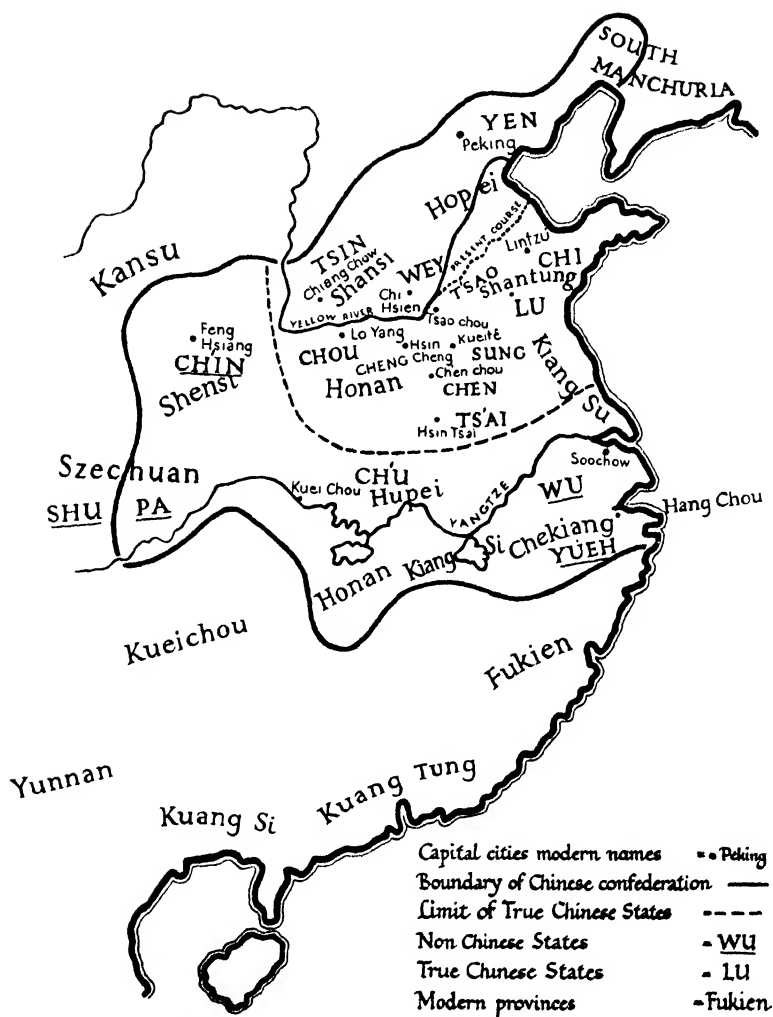 SOUTH
MANCHURIA
YEN
Peking
Hopei
Kansu
TSIN
Chiang Chow
Shansi
WEY
Chi
Hsien
YELLOW RIVER
PRESENT COURSE
Lintzu
CHI
Shantung
T'SAO
LU
Tsao chou
Feng
Hsiang
CHIN
Shensi
Lo Yang
CHOU
Hsin
CHENG Cheng
Kueitê
SUNG
Honan
Chen chou
CHEN
Kiang Su
TS'AI
Hsin Tsai
Szechuan
SHU
PA
Kuei Chou
CH'U
Hupei
YANGTZE
Soochow
WU
Hang Chou
Chekiang
YUEH
Honan
Kiang Si
Kueichou
Fukien
Yunnan
Kuang Si
Kuang Tung
Capital cities modern names -• Peking
Boundary of Chinese confederation
Limit of True Chinese States
Non Chinese States - WU
True Chinese States - LU
Modern provinces - Fukien